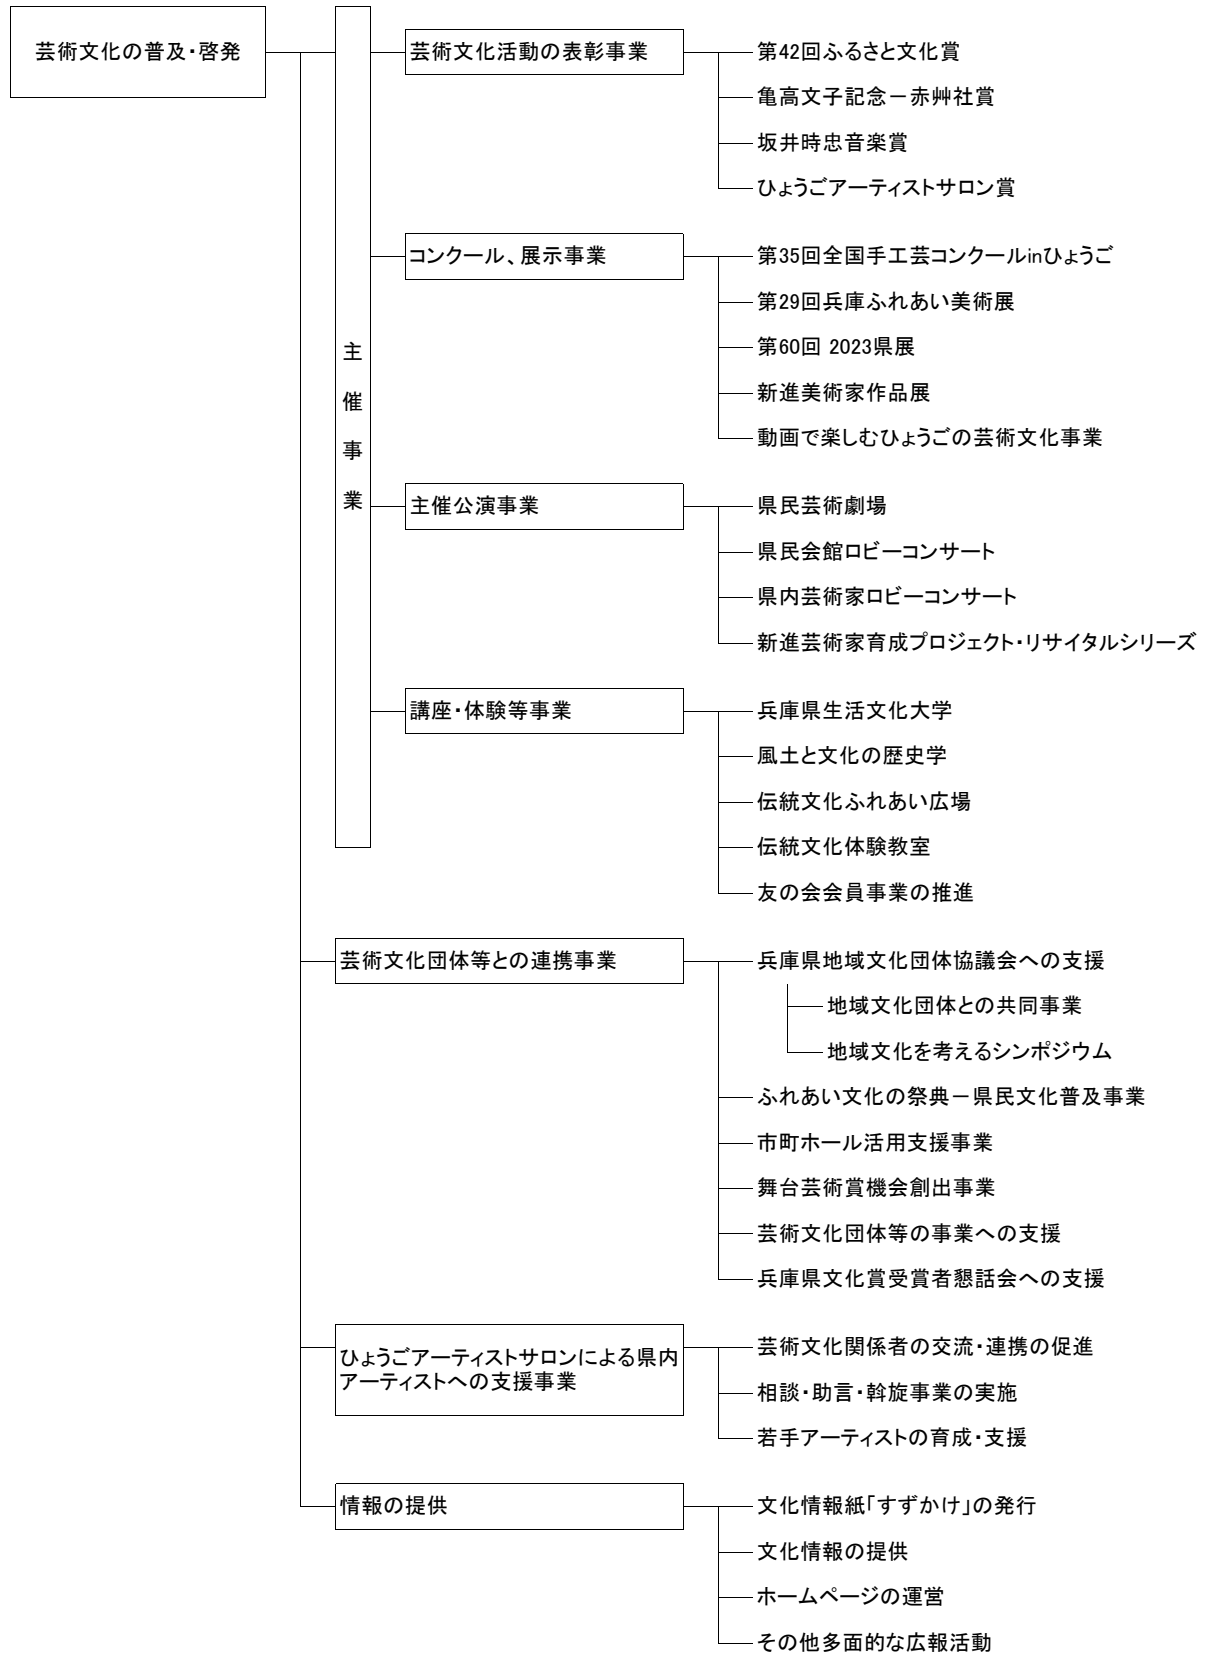 芸術文化の普及・啓発
主催事業
芸術文化活動の表彰事業
第42回ふるさと文化賞
亀高文子記念－赤艸社賞
坂井時忠音楽賞
ひょうごアーティストサロン賞
コンクール、展示事業
第35回全国手工芸コンクールinひょうご
第29回兵庫ふれあい美術展
第60回 2023県展
新進美術家作品展
動画で楽しむひょうごの芸術文化事業
主催公演事業
県民芸術劇場
県民会館ロビーコンサート
県内芸術家ロビーコンサート
新進芸術家育成プロジェクト・リサイタルシリーズ
講座・体験等事業
兵庫県生活文化大学
風土と文化の歴史学
伝統文化ふれあい広場
伝統文化体験教室
友の会会員事業の推進
芸術文化団体等との連携事業
兵庫県地域文化団体協議会への支援
地域文化団体との共同事業
地域文化を考えるシンポジウム
ふれあい文化の祭典－県民文化普及事業
市町ホール活用支援事業
舞台芸術賞機会創出事業
芸術文化団体等の事業への支援
兵庫県文化賞受賞者懇話会への支援
ひょうごアーティストサロンによる県内
アーティストへの支援事業
芸術文化関係者の交流・連携の促進
相談・助言・斡旋事業の実施
若手アーティストの育成・支援
情報の提供
文化情報紙「すずかけ」の発行
文化情報の提供
ホームページの運営
その他多面的な広報活動